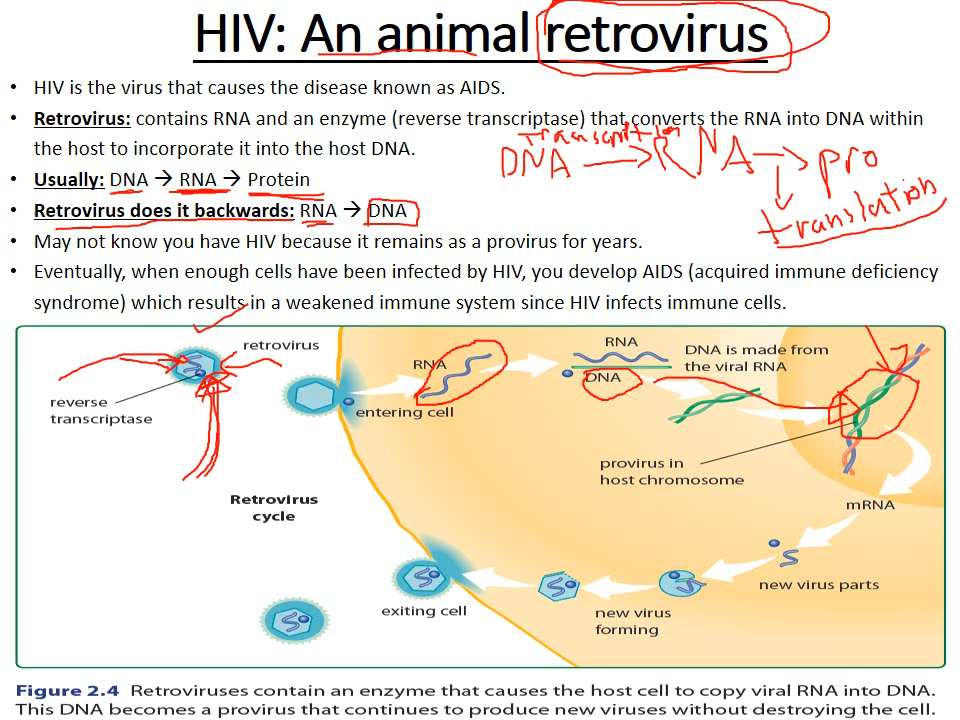 HIV: An animal retrovirus
• HIV is the virus that causes the disease known as AIDS.
• Retrovirus: contains RNA and an enzyme (reverse transcriptase) that converts the RNA into DNA within
the host to incorporate it into the host DNA.
transcription
DNA → RNA → pro
translation
• Usually: DNA → RNA → Protein
• Retrovirus does it backwards: RNA → DNA
• May not know you have HIV because it remains as a provirus for years.
• Eventually, when enough cells have been infected by HIV, you develop AIDS (acquired immune deficiency
syndrome) which results in a weakened immune system since HIV infects immune cells.
retrovirus
reverse
transcriptase
entering cell
RNA
RNA
DNA
DNA is made from
the viral RNA
provirus in
host chromosome
mRNA
Retrovirus
cycle
new virus parts
new virus
forming
exiting cell
Figure 2.4 Retroviruses contain an enzyme that causes the host cell to copy viral RNA into DNA.
This DNA becomes a provirus that continues to produce new viruses without destroying the cell.